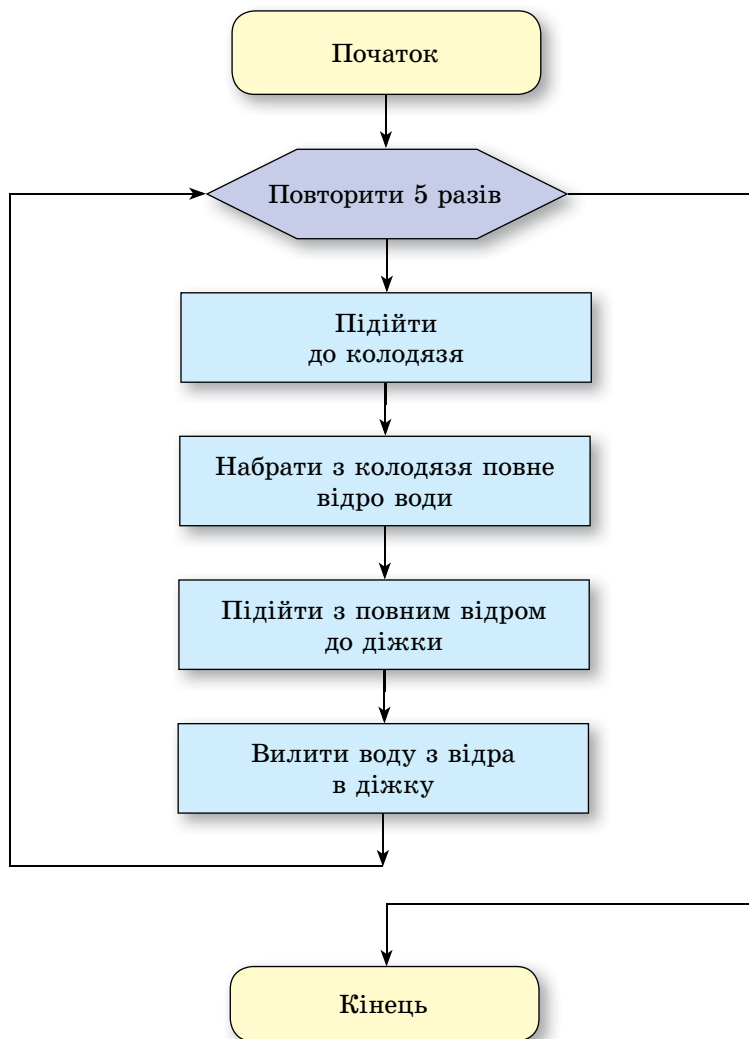 Початок
Повторити 5 разів
Підійти
до колодязя
Набрати з колодязя повне
відро води
Підійти з повним відром
до діжки
Вилити воду з відра
в діжку
Кінець